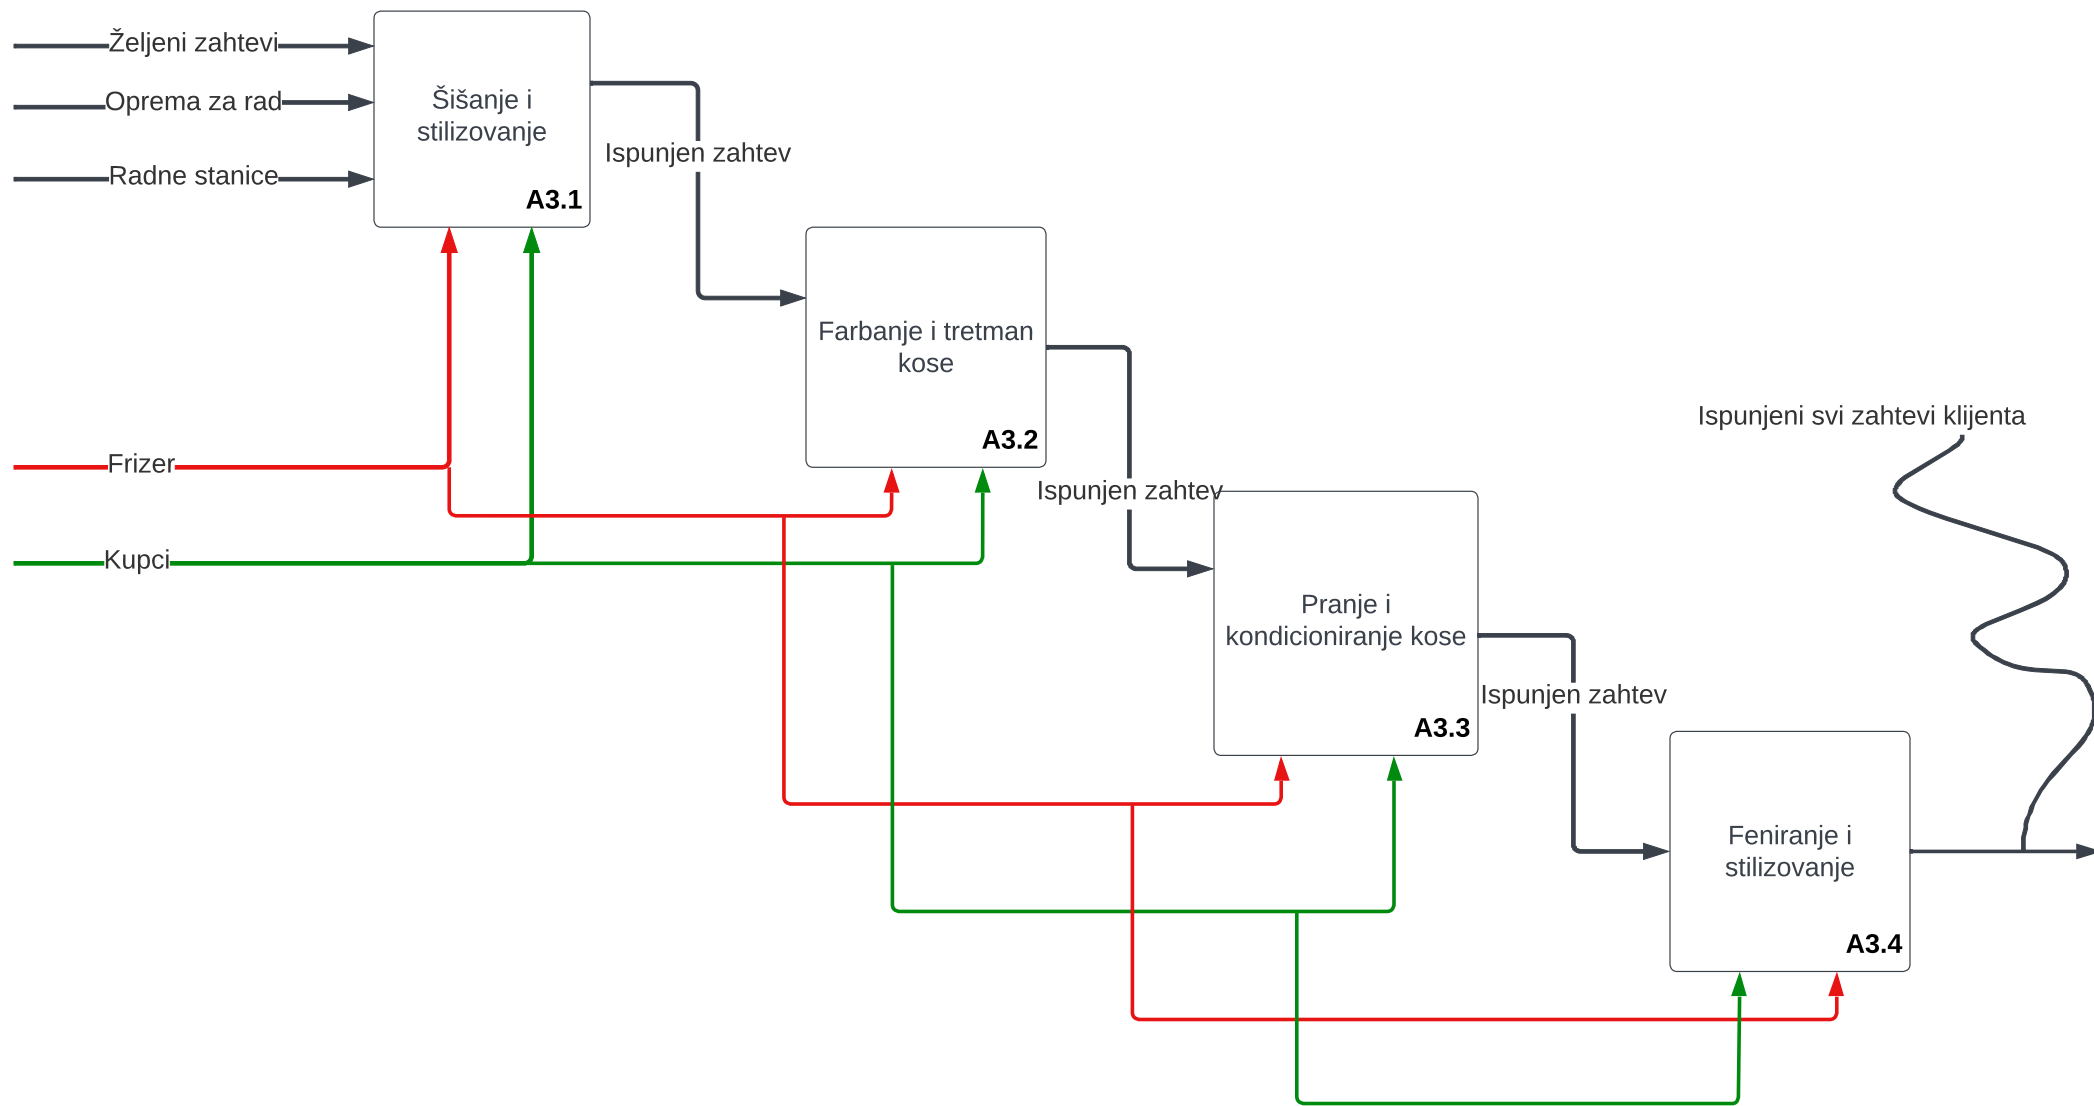 Željeni zahtevi
Oprema za rad
Radne stanice
Šišanje i
stilizovanje
A3.1
Ispunjen zahtev
Farbanje i tretman
kose
A3.2
Frizer
Kupci
Ispunjen zahtev
Pranje i
kondicioniranje kose
A3.3
Ispunjen zahtev
Ispunjeni svi zahtevi klijenta
Feniranje i
stilizovanje
A3.4